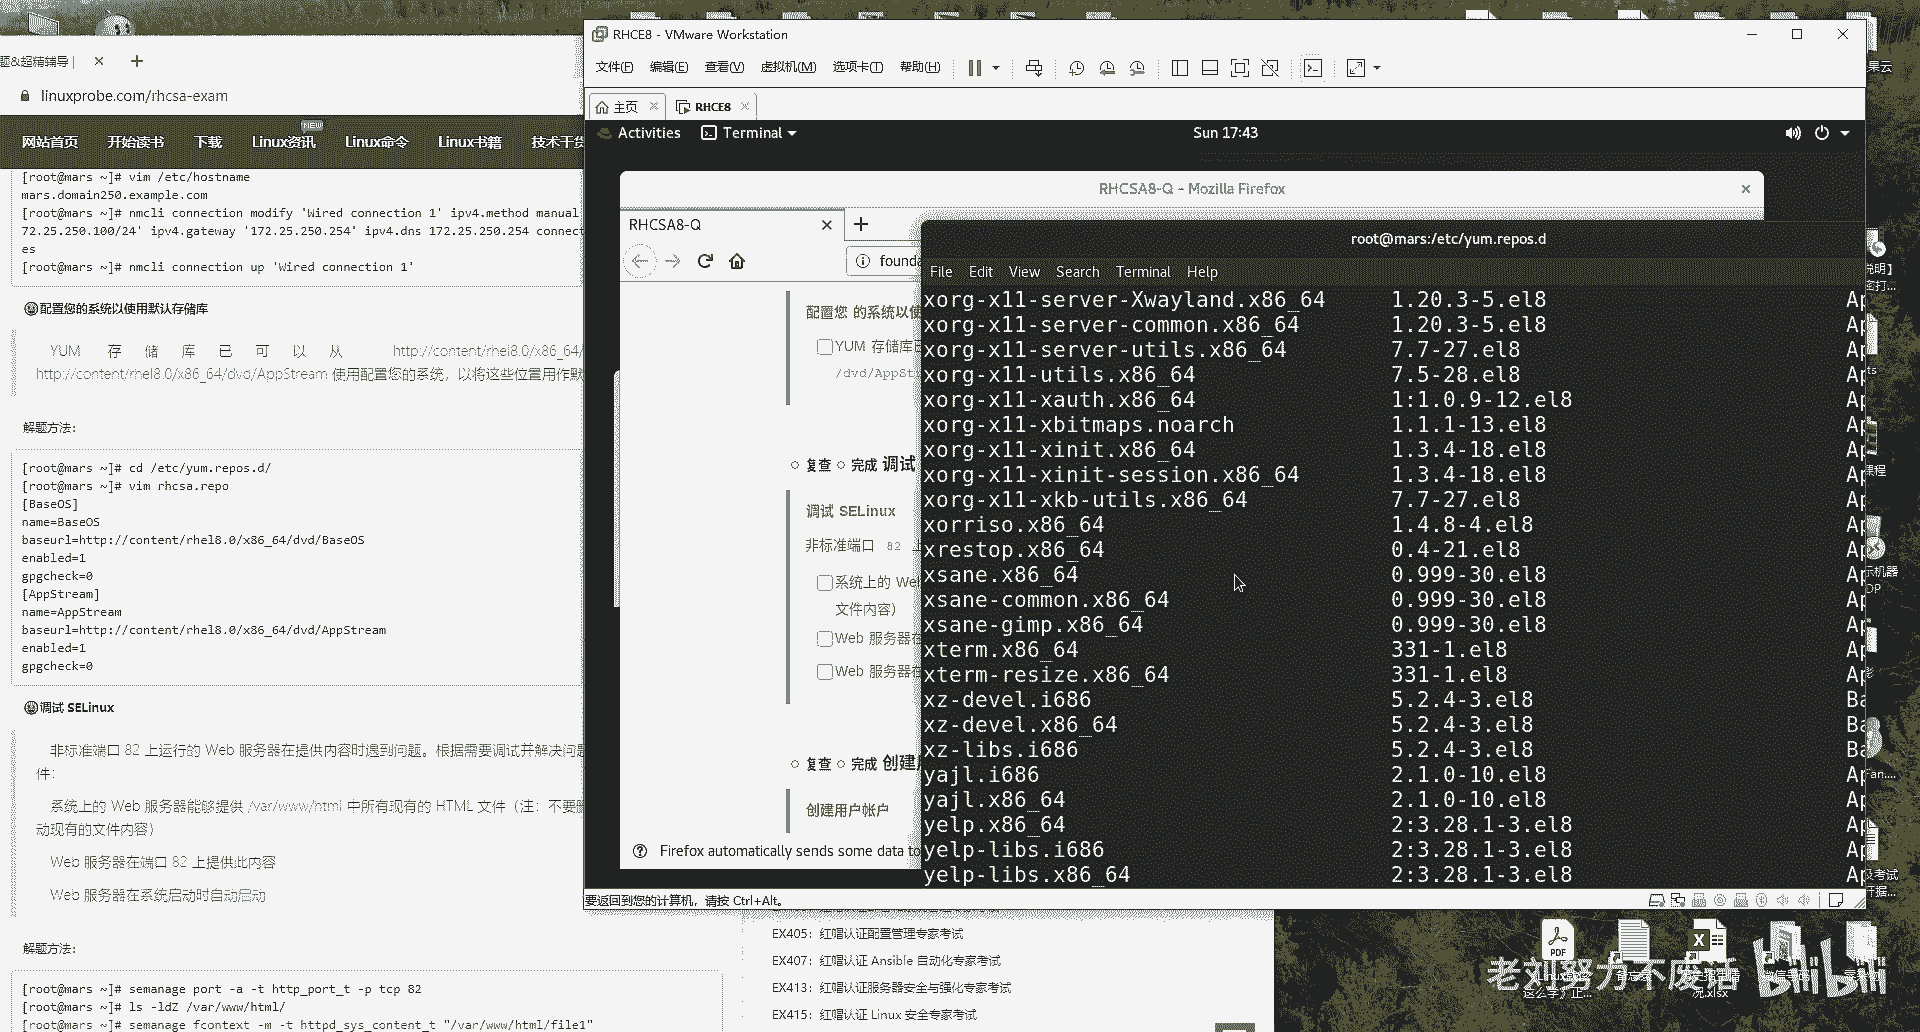 题&超精辅导 |
linuxprobe.com/rhcsa-exam
网站首页 开始读书 下载 Linux资讯 NEW Linux命令 Linux书籍 技术干货
[root@mars ~]# vim /etc/hostname
mars.domain250.example.com
[root@mars ~]# nmcli connection modify 'Wired connection 1' ipv4.method manual
72.25.250.100/24' ipv4.gateway '172.25.250.254' ipv4.dns 172.25.250.254 connect
es
[root@mars ~]# nmcli connection up 'Wired connection 1'
配置您的系统以使用默认存储库
YUM 存储库已可以从 http://content/rhel8.0/x86_64/
http://content/rhel8.0/x86_64/dvd/AppStream 使用配置您的系统，以将这些位置用作默
解题方法：
[root@mars ~]# cd /etc/yum.repos.d/
[root@mars ~]# vim rhcsa.repo
[BaseOS]
name=BaseOS
baseurl=http://content/rhel8.0/x86_64/dvd/BaseOS
enabled=1
gpgcheck=0
[AppStream]
name=AppStream
baseurl=http://content/rhel8.0/x86_64/dvd/AppStream
enabled=1
gpgcheck=0
调试 SELinux
非标准端口 82 上运行的 Web 服务器在提供内容时遇到问题。根据需要调试并解决问题
件：
系统上的 Web 服务器能够提供 /var/www/html 中所有现有的 HTML 文件（注：不要删
动现有的文件内容）
Web 服务器在端口 82 上提供此内容
Web 服务器在系统启动时自动启动
解题方法：
[root@mars ~]# semanage port -a -t http_port_t -p tcp 82
[root@mars ~]# ls -ldZ /var/www/html/
[root@mars ~]# semanage fcontext -m -t httpd_sys_content_t "/var/www/html/file1"
EX405：红帽认证配置管理专家考试
EX407：红帽认证 Ansible 自动化专家考试
EX413：红帽认证服务器安全与强化专家考试
EX415：红帽认证 Linux 安全专家考试
RHCE8 - VMware Workstation
文件(F) 编辑(E) 查看(V) 虚拟机(M) 选项卡(T) 帮助(H)
主页 RHCE8
Activities Terminal Sun 17:43
RHCSA8-Q - Mozilla Firefox
RHCSA8-Q
founda
配置您 的系统以使
YUM 存储库已
/dvd/AppStr
复查 完成 调试
调试 SELinux
非标准端口 82 上
系统上的 Web
文件内容）
Web 服务器在
Web 服务器在
复查 完成 创建用
创建用户帐户
Firefox automatically sends some data to
root@mars:/etc/yum.repos.d
File Edit View Search Terminal Help
xorg-x11-server-Xwayland.x86_64 1.20.3-5.el8 Ap
xorg-x11-server-common.x86_64 1.20.3-5.el8 Ap
xorg-x11-server-utils.x86_64 7.7-27.el8 Ap
xorg-x11-utils.x86_64 7.5-28.el8 Ap
xorg-x11-xauth.x86_64 1:1.0.9-12.el8 Ap
xorg-x11-xbitmaps.noarch 1.1.1-13.el8 Ap
xorg-x11-xinit.x86_64 1.3.4-18.el8 Ap
xorg-x11-xinit-session.x86_64 1.3.4-18.el8 Ap
xorg-x11-xkb-utils.x86_64 7.7-27.el8 Ap
xorriso.x86_64 1.4.8-4.el8 Ap
xrestop.x86_64 0.4-21.el8 Ap
xsane.x86_64 0.999-30.el8 Ap
xsane-common.x86_64 0.999-30.el8 Ap
xsane-gimp.x86_64 0.999-30.el8 Ap
xterm.x86_64 331-1.el8 Ap
xterm-resize.x86_64 331-1.el8 Ap
xz-devel.i686 5.2.4-3.el8 Ba
xz-devel.x86_64 5.2.4-3.el8 Ba
xz-libs.i686 5.2.4-3.el8 Ba
yajl.i686 2.1.0-10.el8 Ap
yajl.x86_64 2.1.0-10.el8 Ap
yelp.x86_64 2:3.28.1-3.el8 Ap
yelp-libs.i686 2:3.28.1-3.el8 Ap
yelp-libs.x86_64 2:3.28.1-3.el8 Ap
要返回到您的计算机，请按 Ctrl+Alt。
果云
PDF
老刘努力不废话 bilibili